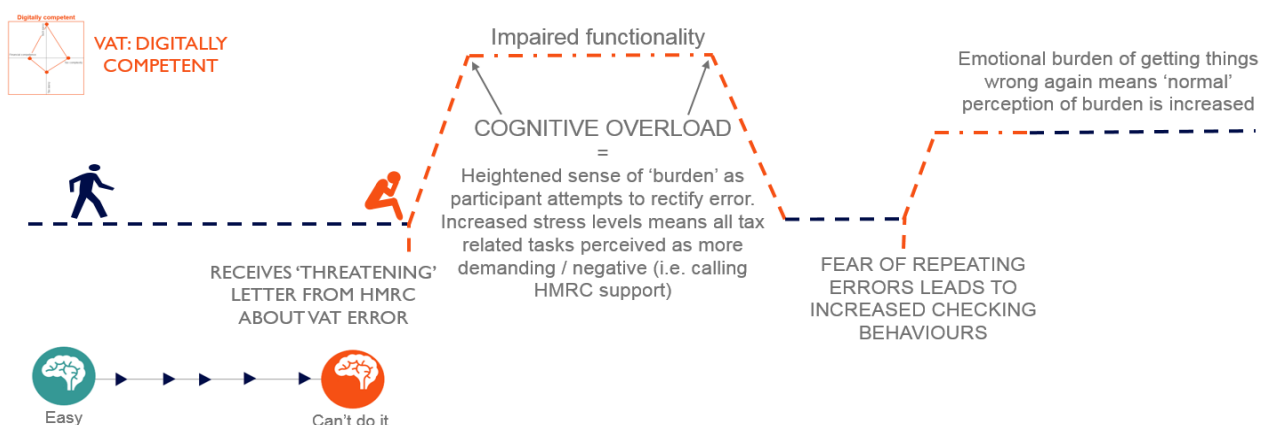 Digitally competent
VAT: DIGITALLY
COMPETENT
Impaired functionality
COGNITIVE OVERLOAD
=
Heightened sense of ‘burden’ as
participant attempts to rectify error.
Increased stress levels means all tax
related tasks perceived as more
demanding / negative (i.e. calling
HMRC support)
RECEIVES ‘THREATENING’
LETTER FROM HMRC
ABOUT VAT ERROR
FEAR OF REPEATING
ERRORS LEADS TO
INCREASED CHECKING
BEHAVIOURS
Emotional burden of getting things
wrong again means ‘normal’
perception of burden is increased
Easy
Can’t do it